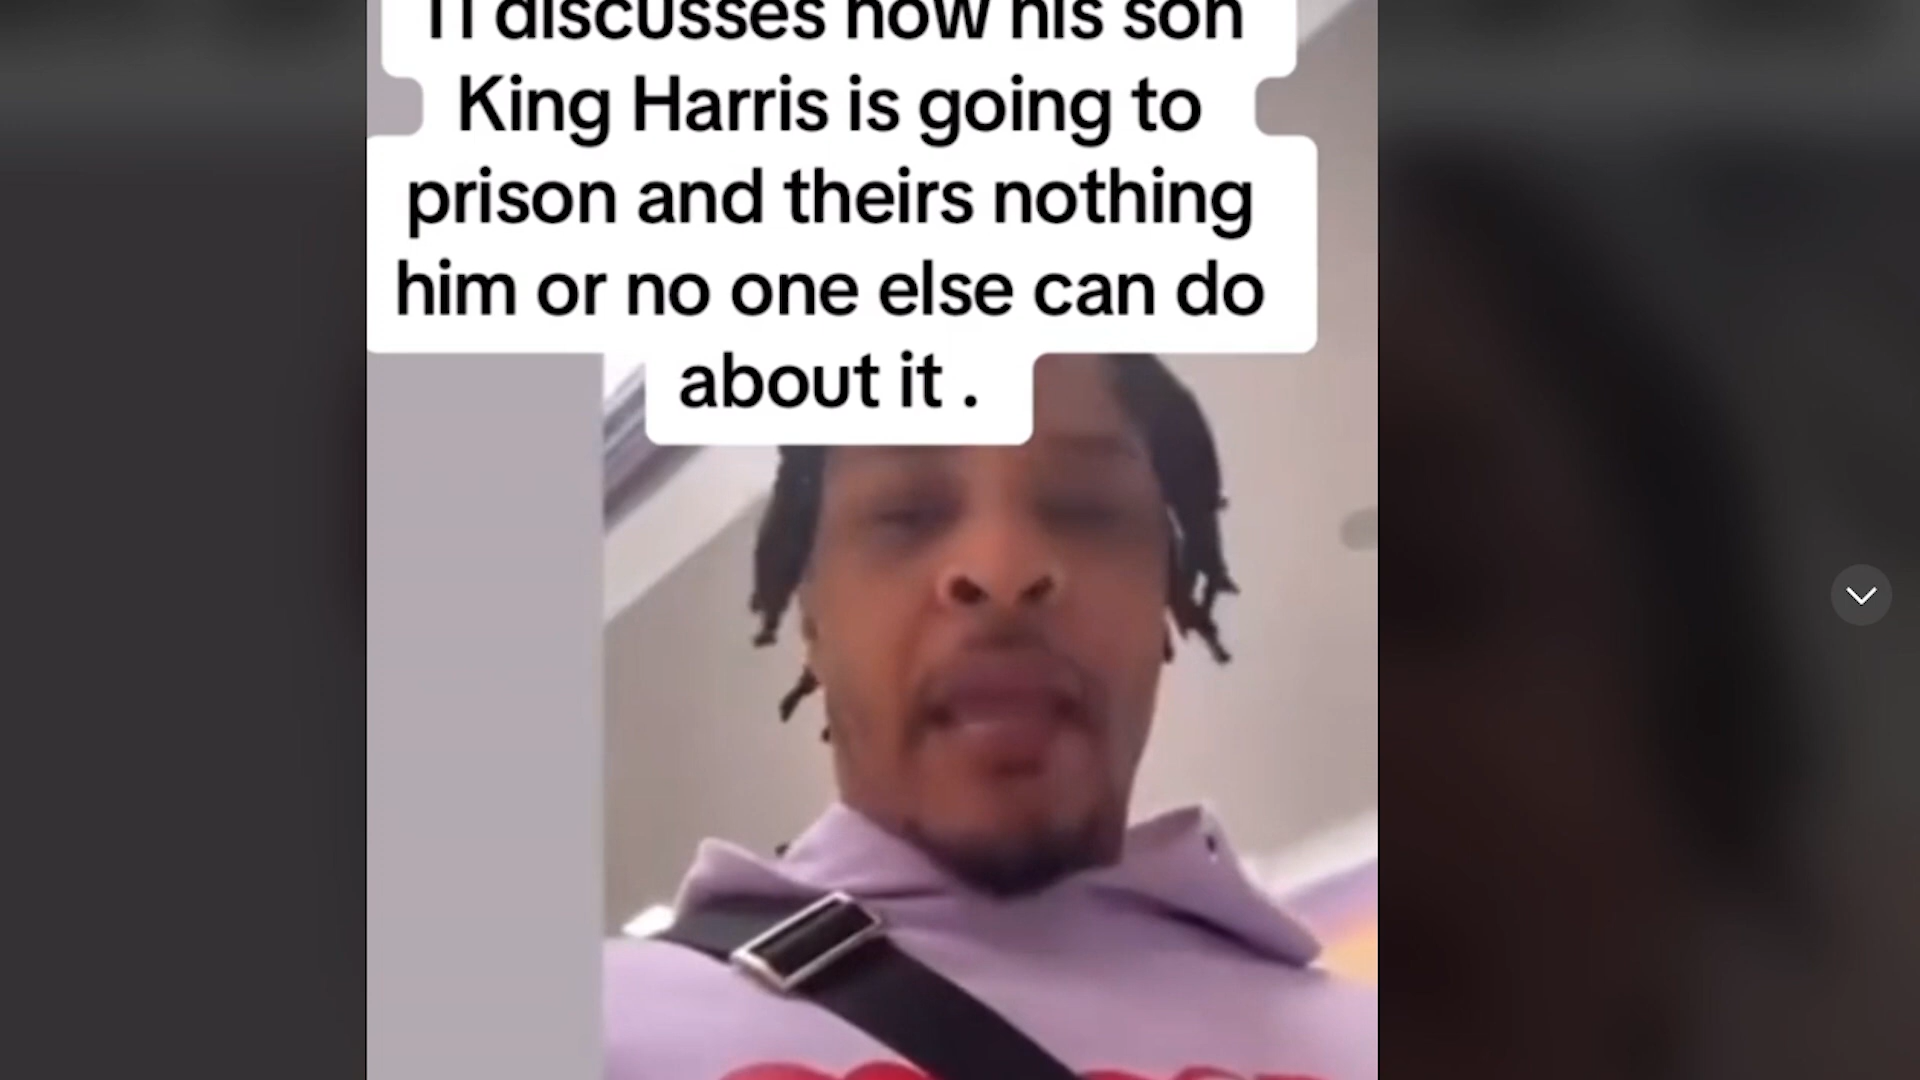 TI discusses how his son
King Harris is going to
prison and theirs nothing
him or no one else can do
about it .